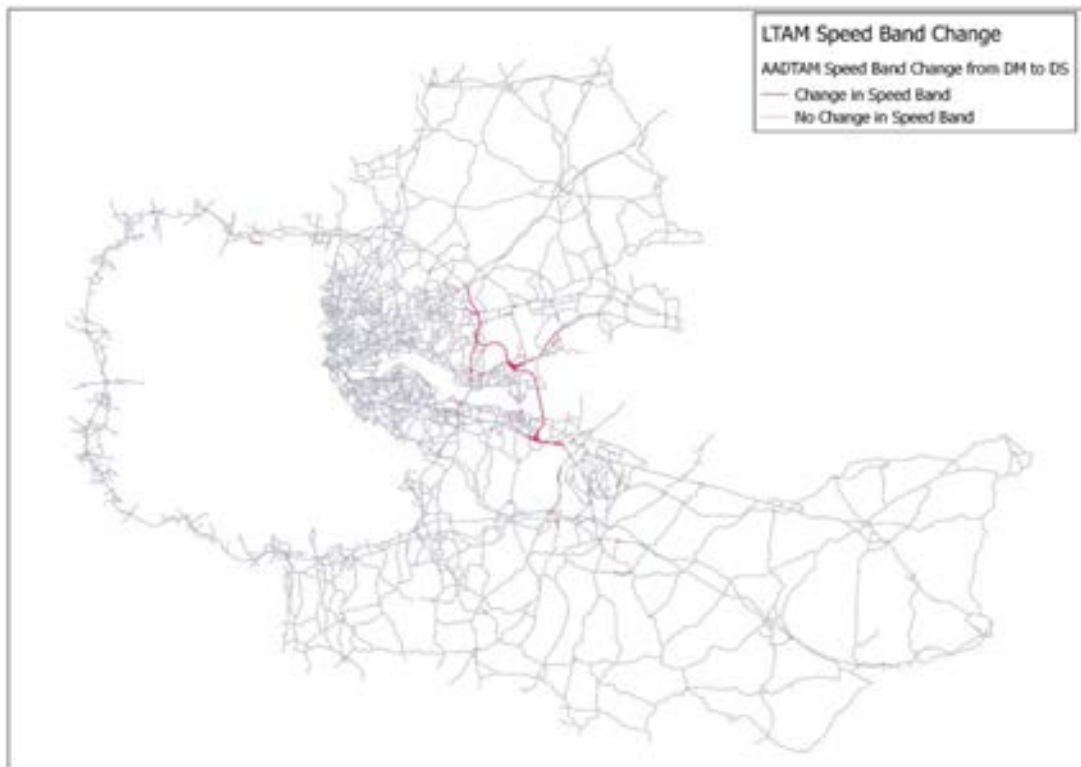 LTAM Speed Band Change
AADTAM Speed Band Change from DM to DS
Change in Speed Band
No Change in Speed Band